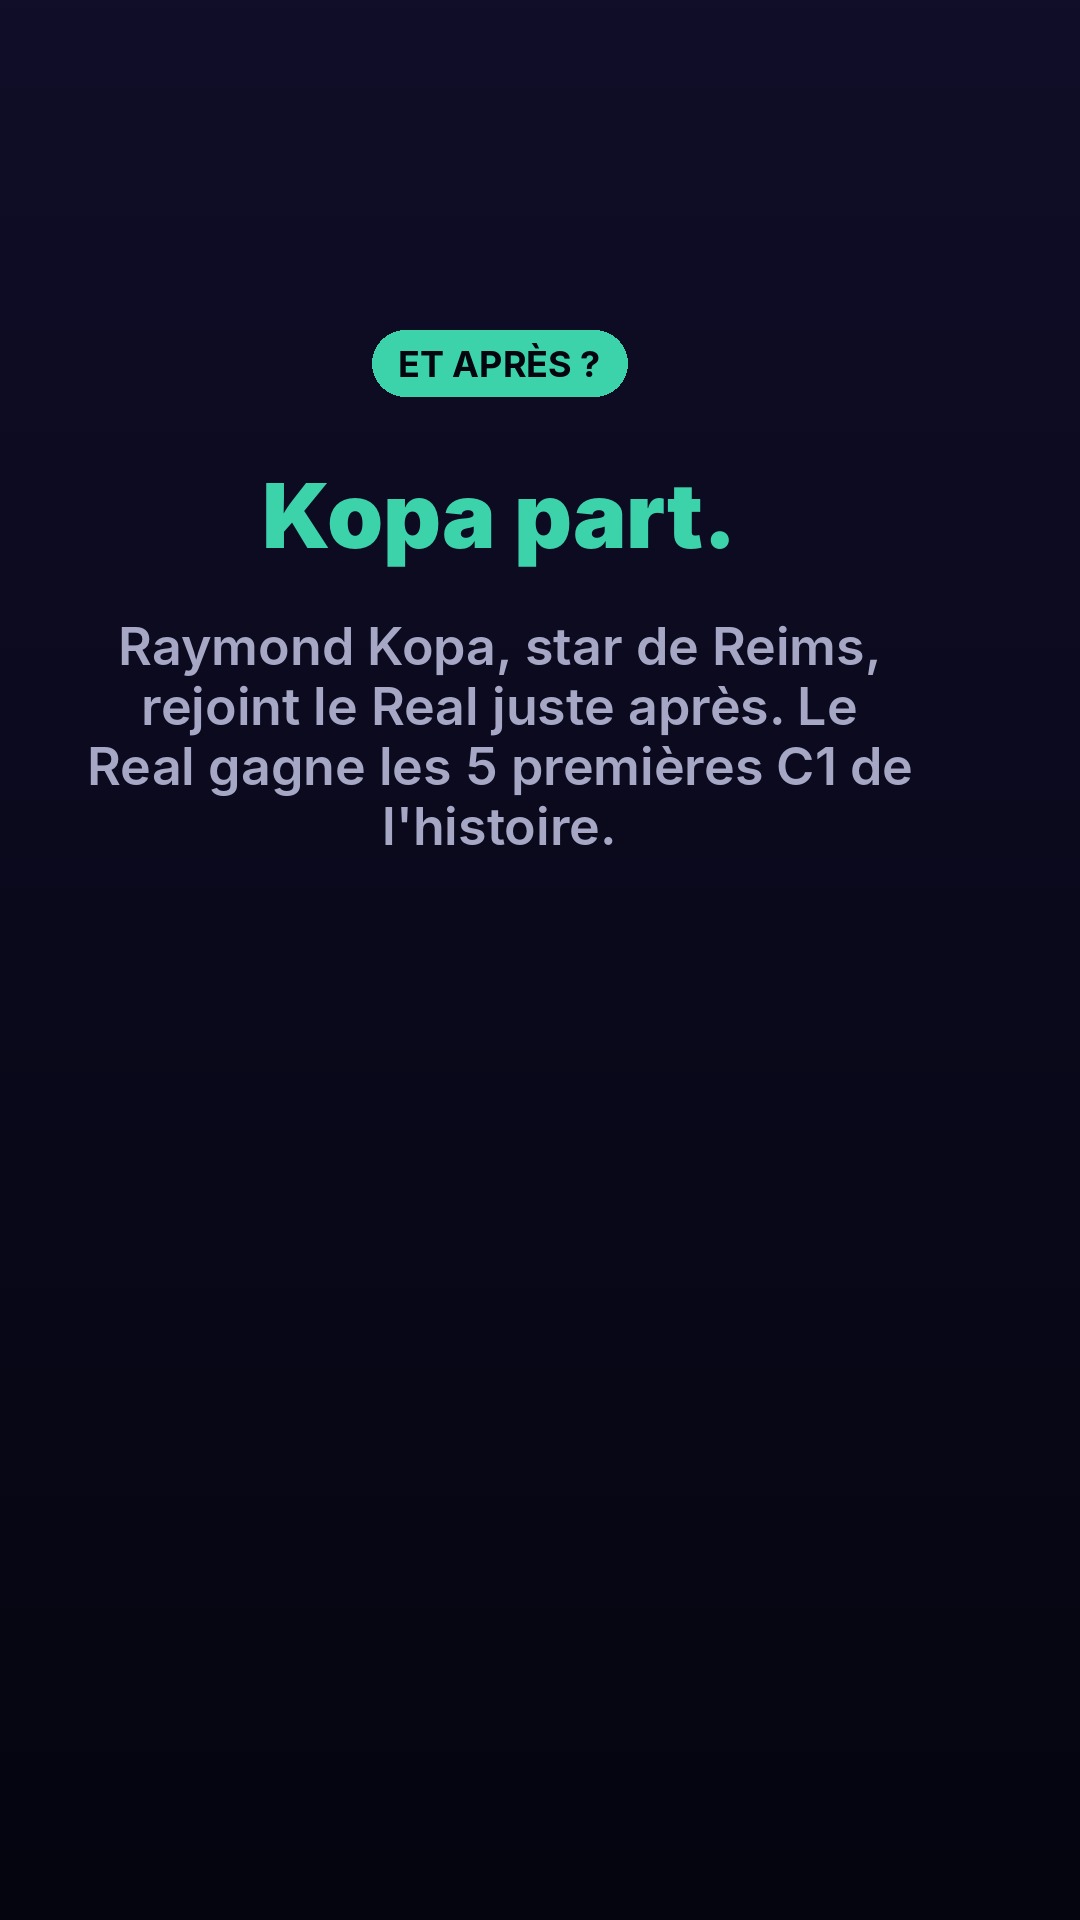 ET APRÈS ?
Kopa part.
Raymond Kopa, star de Reims,
rejoint le Real juste après. Le
Real gagne les 5 premières C1 de
l'histoire.